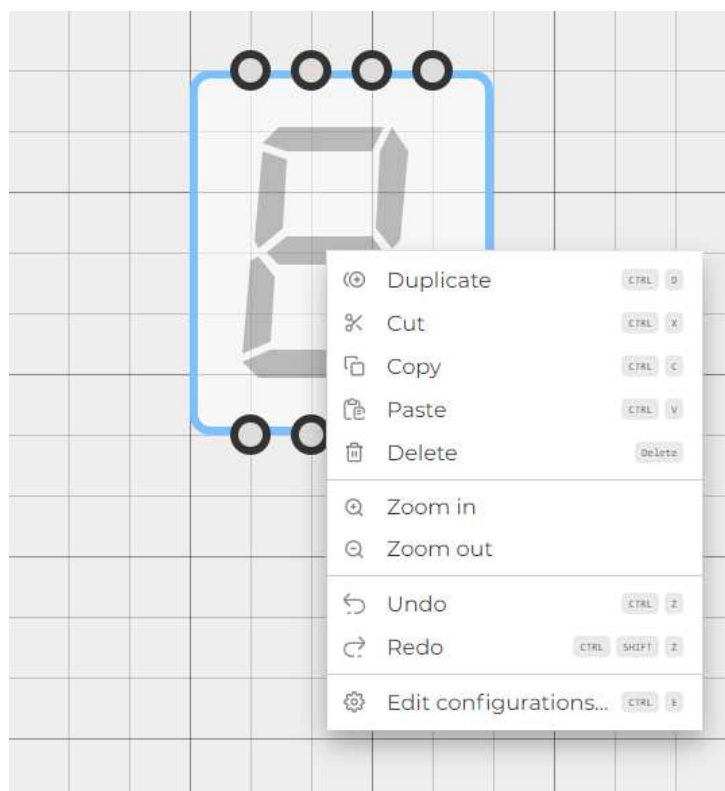 Duplicate CTRL D
Cut CTRL X
Copy CTRL C
Paste CTRL V
Delete Delete
Zoom in
Zoom out
Undo CTRL Z
Redo CTRL SHIFT Z
Edit configurations... CTRL E